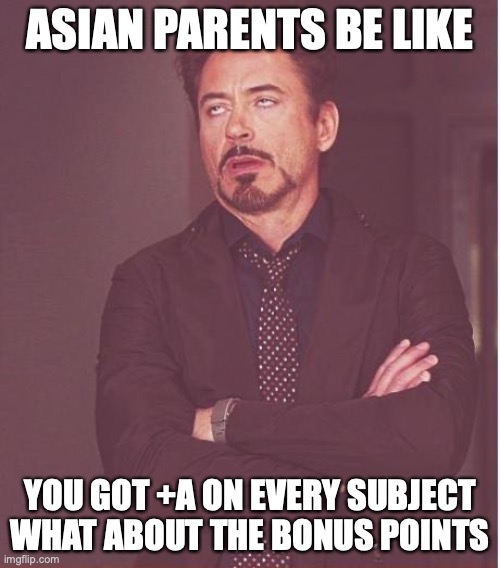 ASIAN PARENTS BE LIKE
YOU GOT +A ON EVERY SUBJECT
WHAT ABOUT THE BONUS POINTS
imgflip.com